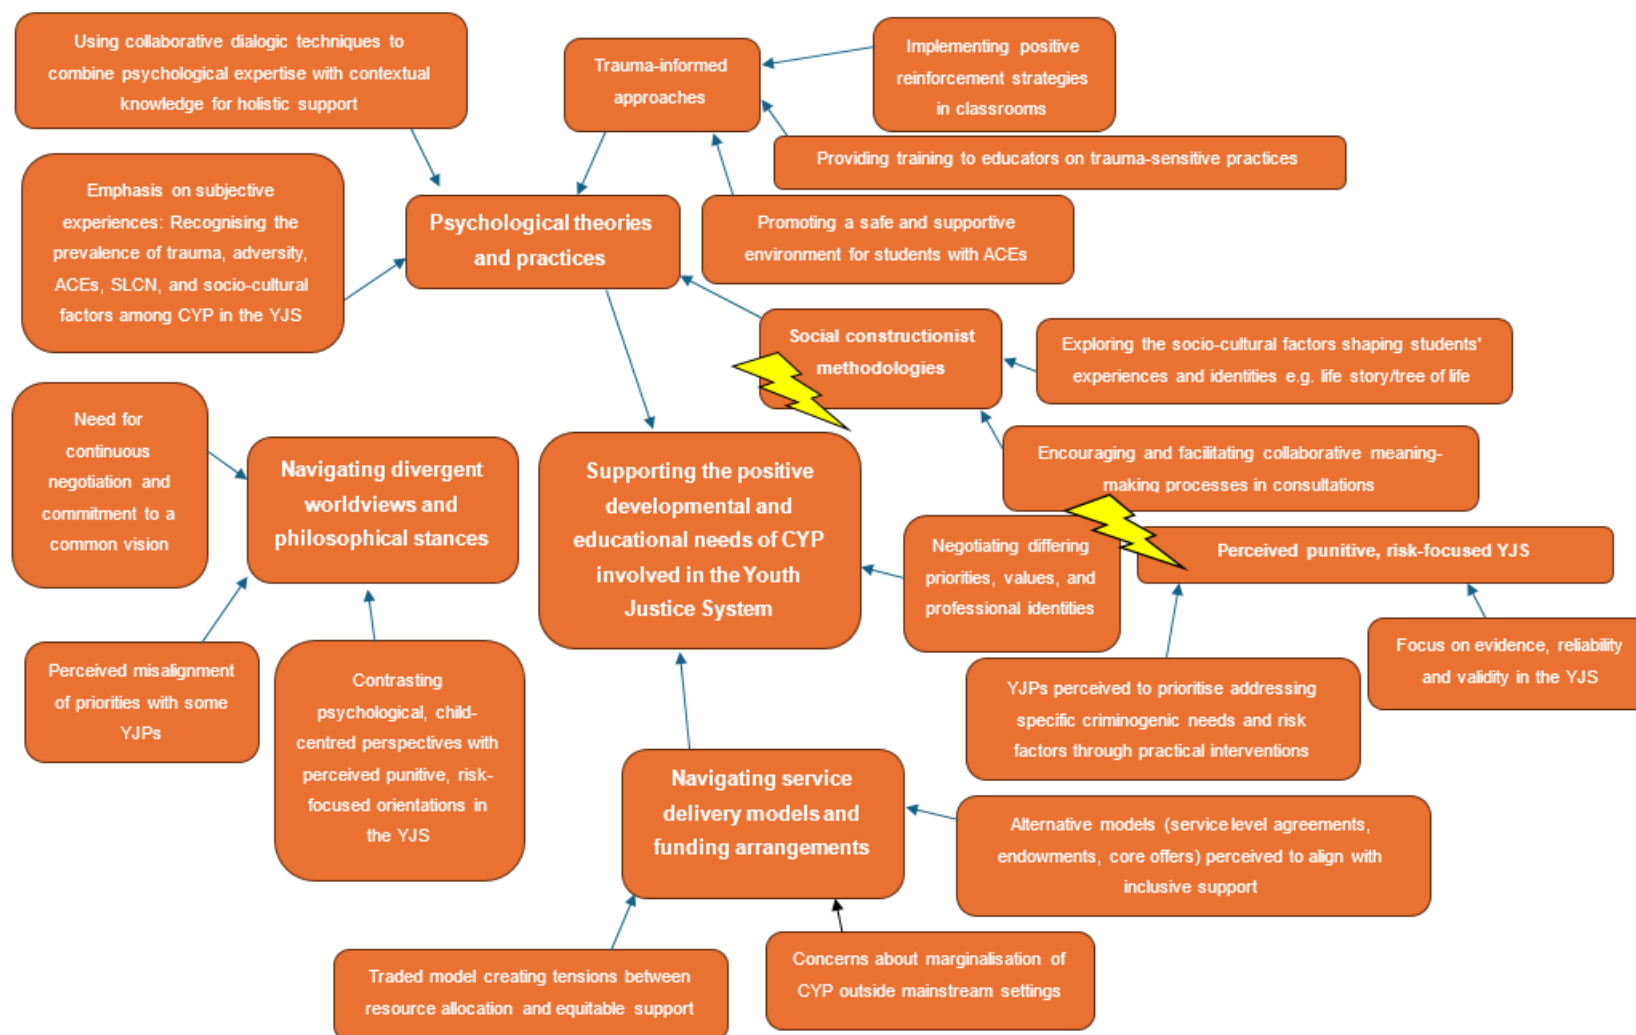 Using collaborative dialogic techniques to
combine psychological expertise with contextual
knowledge for holistic support
Trauma-informed
approaches
Implementing positive
reinforcement strategies
in classrooms
Providing training to educators on trauma-sensitive practices
Emphasis on subjective
experiences: Recognising the
prevalence of trauma, adversity,
ACEs, SLCN, and socio-cultural
factors among CYP in the YJS
Psychological theories
and practices
Promoting a safe and supportive
environment for students with ACEs
Social constructionist
methodologies
Exploring the socio-cultural factors shaping students'
experiences and identities e.g. life story/tree of life
Need for
continuous
negotiation and
commitment to a
common vision
Navigating divergent
worldviews and
philosophical stances
Supporting the positive
developmental and
educational needs of CYP
involved in the Youth
Justice System
Encouraging and facilitating collaborative meaning-
making processes in consultations
Negotiating differing
priorities, values, and
professional identities
Perceived punitive, risk-focused YJS
Perceived misalignment
of priorities with some
YJPs
Contrasting
psychological, child-
centred perspectives with
perceived punitive, risk-
focused orientations in
the YJS
YJPs perceived to prioritise addressing
specific criminogenic needs and risk
factors through practical interventions
Focus on evidence, reliability
and validity in the YJS
Navigating service
delivery models and
funding arrangements
Alternative models (service level agreements,
endowments, core offers) perceived to align with
inclusive support
Traded model creating tensions between
resource allocation and equitable support
Concerns about marginalisation of
CYP outside mainstream settings